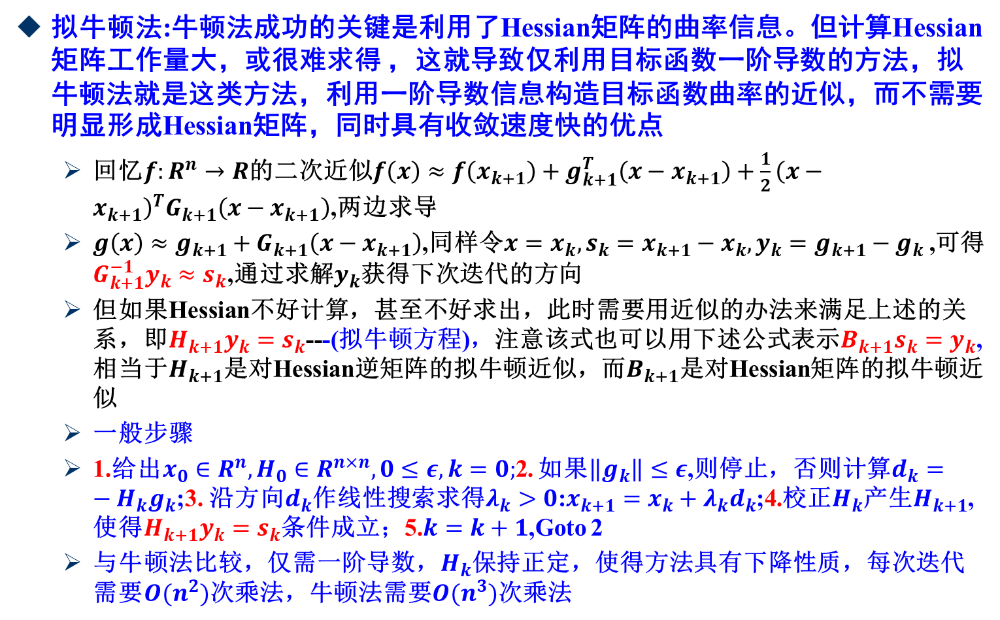 ◆ 拟牛顿法:牛顿法成功的关键是利用了Hessian矩阵的曲率信息。但计算Hessian
矩阵工作量大，或很难求得 ，这就导致仅利用目标函数一阶导数的方法，拟
牛顿法就是这类方法，利用一阶导数信息构造目标函数曲率的近似，而不需要
明显形成Hessian矩阵，同时具有收敛速度快的优点
➢ 回忆$f: R^n \to R$的二次近似$f(x) \approx f(x_{k+1}) + g_{k+1}^T(x - x_{k+1}) + \frac{1}{2}(x -$
$x_{k+1})^T G_{k+1}(x - x_{k+1})$,两边求导
➢ $g(x) \approx g_{k+1} + G_{k+1}(x - x_{k+1})$,同样令$x = x_k, s_k = x_{k+1} - x_k, y_k = g_{k+1} - g_k$ ,可得
$G_{k+1}^{-1} y_k \approx s_k$,通过求解$y_k$获得下次迭代的方向
➢ 但如果Hessian不好计算，甚至不好求出，此时需要用近似的办法来满足上述的关
系，即$H_{k+1} y_k = s_k$---(拟牛顿方程)，注意该式也可以用下述公式表示$B_{k+1} s_k = y_k$,
相当于$H_{k+1}$是对Hessian逆矩阵的拟牛顿近似，而$B_{k+1}$是对Hessian矩阵的拟牛顿近
似
➢ 一般步骤
➢ 1.给出$x_0 \in R^n, H_0 \in R^{n \times n}, 0 \le \epsilon, k = 0$;2. 如果$\|g_k\| \le \epsilon$,则停止，否则计算$d_k =$
$-H_k g_k$;3. 沿方向$d_k$作线性搜索求得$\lambda_k > 0$:$x_{k+1} = x_k + \lambda_k d_k$;4.校正$H_k$产生$H_{k+1}$,
使得$H_{k+1} y_k = s_k$条件成立；5.$k = k + 1$,Goto 2
➢ 与牛顿法比较，仅需一阶导数，$H_k$保持正定，使得方法具有下降性质，每次迭代
需要$O(n^2)$次乘法，牛顿法需要$O(n^3)$次乘法